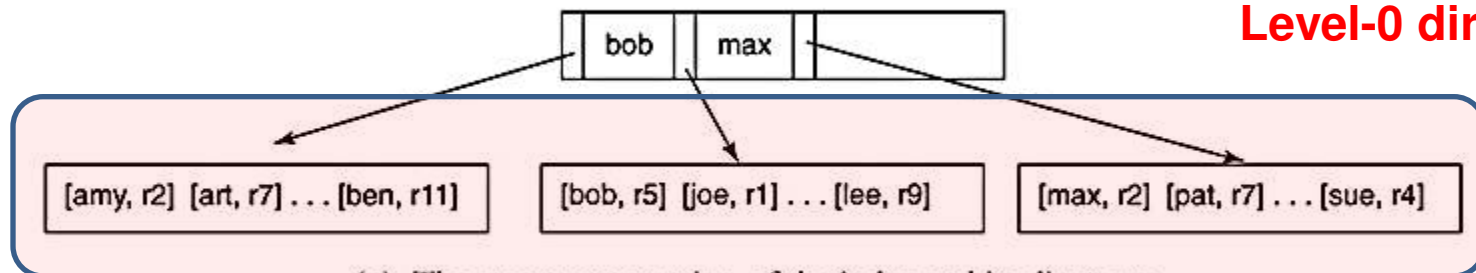 Level-0 dir
bob max
[amy, r2] [art, r7] . . . [ben, r11] [bob, r5] [joe, r1] . . . [lee, r9] [max, r2] [pat, r7] . . . [sue, r4]